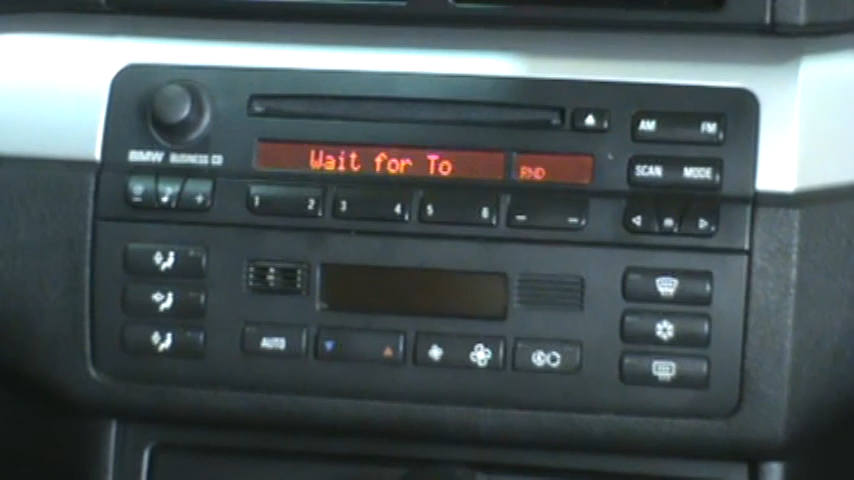 AM FM
BMW BUSINESS CD
Wait for To
RND
SCAN MODE
1 2 3 4 5 6
AUTO